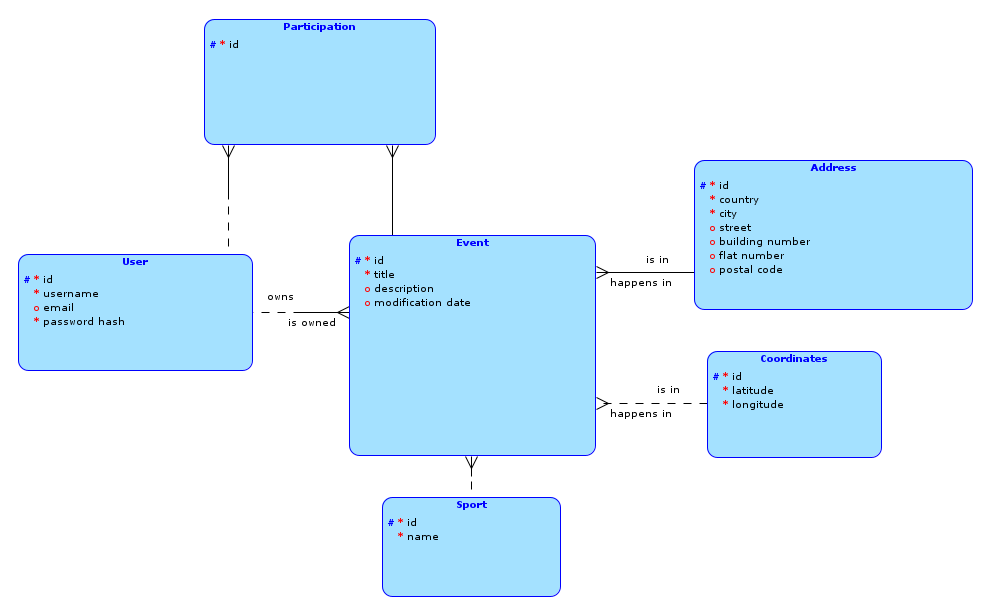 Participation
# * id
Address
# * id
* country
* city
o street
o building number
o flat number
o postal code
Event
# * id
* title
o description
o modification date
User
# * id
* username
o email
* password hash
is in
happens in
owns
is owned
Coordinates
# * id
* latitude
* longitude
is in
happens in
Sport
# * id
* name